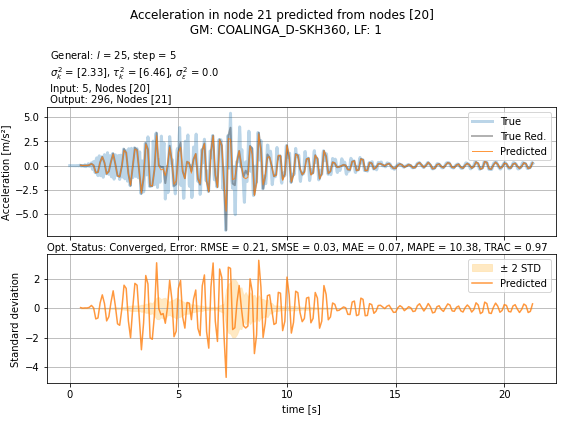 Acceleration in node 21 predicted from nodes [20]
GM: COALINGA_D-SKH360, LF: 1
General: l = 25, step = 5
σ²ₖ = [2.33], τ²ₖ = [6.46], σ²ε = 0.0
Input: 5, Nodes [20]
Output: 296, Nodes [21]
Acceleration [m/s²]
5.0
2.5
0.0
−2.5
−5.0
True
True Red.
Predicted
Opt. Status: Converged, Error: RMSE = 0.21, SMSE = 0.03, MAE = 0.07, MAPE = 10.38, TRAC = 0.97
Standard deviation
2
0
−2
−4
± 2 STD
Predicted
0
5
10
15
20
time [s]